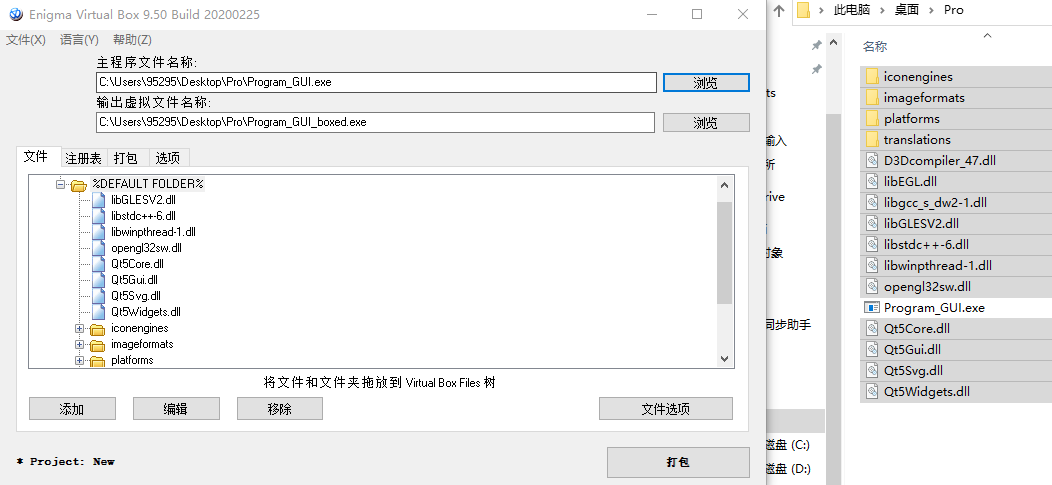 Enigma Virtual Box 9.50 Build 20200225
文件(X) 语言(Y) 帮助(Z)
主程序文件名称:
C:\Users\95295\Desktop\Pro\Program_GUI.exe 浏览
输出虚拟文件名称:
C:\Users\95295\Desktop\Pro\Program_GUI_boxed.exe 浏览
文件 注册表 打包 选项
%DEFAULT FOLDER%
libGLESV2.dll
libstdc++-6.dll
libwinpthread-1.dll
opengl32sw.dll
Qt5Core.dll
Qt5Gui.dll
Qt5Svg.dll
Qt5Widgets.dll
iconengines
imageformats
platforms
将文件和文件夹拖放到 Virtual Box Files 树
添加 编辑 移除 文件选项
* Project: New 打包
此电脑 桌面 Pro
名称
iconengines
imageformats
platforms
translations
D3Dcompiler_47.dll
libEGL.dll
libgcc_s_dw2-1.dll
libGLESV2.dll
libstdc++-6.dll
libwinpthread-1.dll
opengl32sw.dll
Program_GUI.exe
Qt5Core.dll
Qt5Gui.dll
Qt5Svg.dll
Qt5Widgets.dll
ts
输入
所
rive
对象
同步助手
磁盘 (C:)
磁盘 (D:)